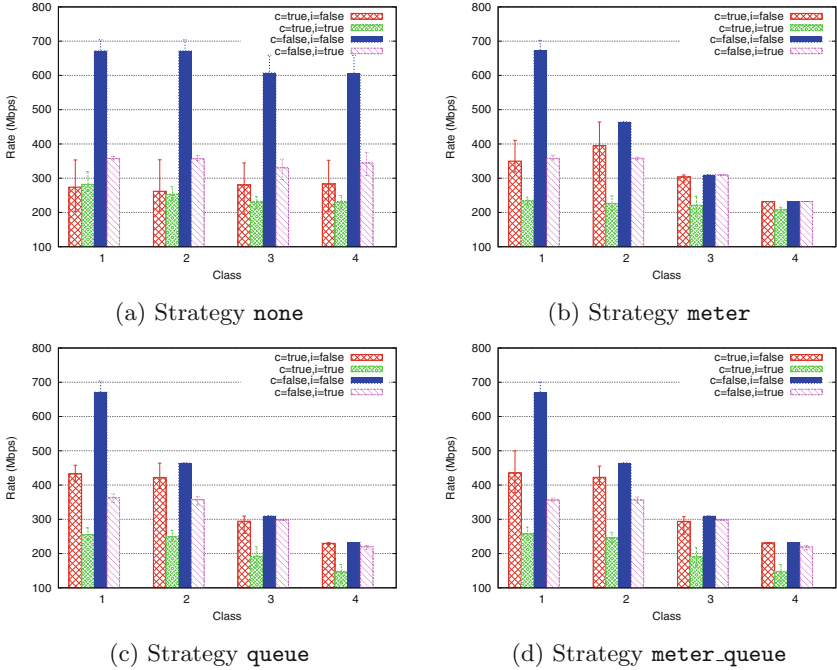 800
700
600
500
400
300
200
100
Rate (Mbps)
c=true,i=false
c=true,i=true
c=false,i=false
c=false,i=true
1 2 3 4
Class
(a) Strategy none
800
700
600
500
400
300
200
100
Rate (Mbps)
c=true,i=false
c=true,i=true
c=false,i=false
c=false,i=true
1 2 3 4
Class
(b) Strategy meter
800
700
600
500
400
300
200
100
Rate (Mbps)
c=true,i=false
c=true,i=true
c=false,i=false
c=false,i=true
1 2 3 4
Class
(c) Strategy queue
800
700
600
500
400
300
200
100
Rate (Mbps)
c=true,i=false
c=true,i=true
c=false,i=false
c=false,i=true
1 2 3 4
Class
(d) Strategy meter_queue